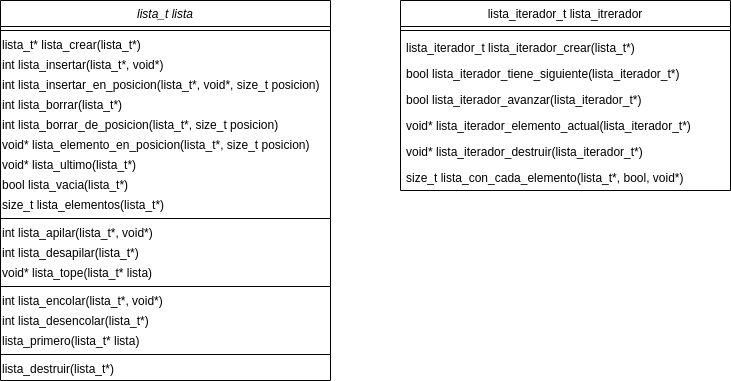 lista_t lista
lista_t* lista_crear(lista_t*)
int lista_insertar(lista_t*, void*)
int lista_insertar_en_posicion(lista_t*, void*, size_t posicion)
int lista_borrar(lista_t*)
int lista_borrar_de_posicion(lista_t*, size_t posicion)
void* lista_elemento_en_posicion(lista_t*, size_t posicion)
void* lista_ultimo(lista_t*)
bool lista_vacia(lista_t*)
size_t lista_elementos(lista_t*)
int lista_apilar(lista_t*, void*)
int lista_desapilar(lista_t*)
void* lista_tope(lista_t* lista)
int lista_encolar(lista_t*, void*)
int lista_desencolar(lista_t*)
lista_primero(lista_t* lista)
lista_destruir(lista_t*)
lista_iterador_t lista_itrerador
lista_iterador_t lista_iterador_crear(lista_t*)
bool lista_iterador_tiene_siguiente(lista_iterador_t*)
bool lista_iterador_avanzar(lista_iterador_t*)
void* lista_iterador_elemento_actual(lista_iterador_t*)
void* lista_iterador_destruir(lista_iterador_t*)
size_t lista_con_cada_elemento(lista_t*, bool, void*)